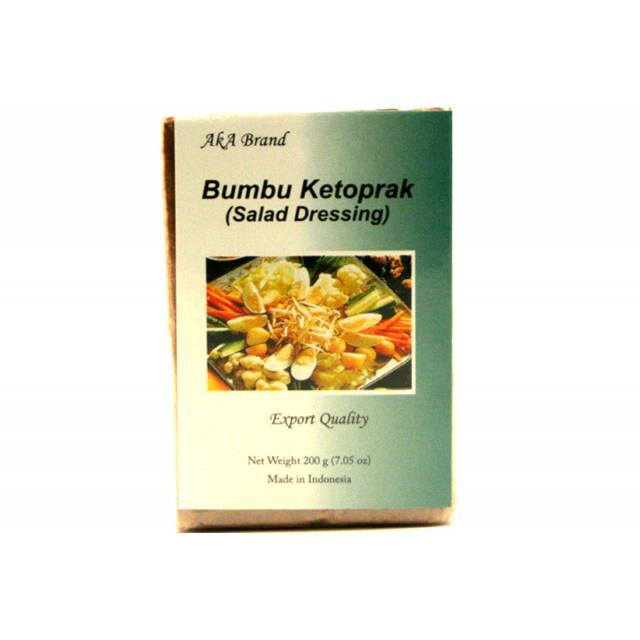 AkA Brand
Bumbu Ketoprak
(Salad Dressing)
Export Quality
Net Weight 200 g (7.05 oz)
Made in Indonesia